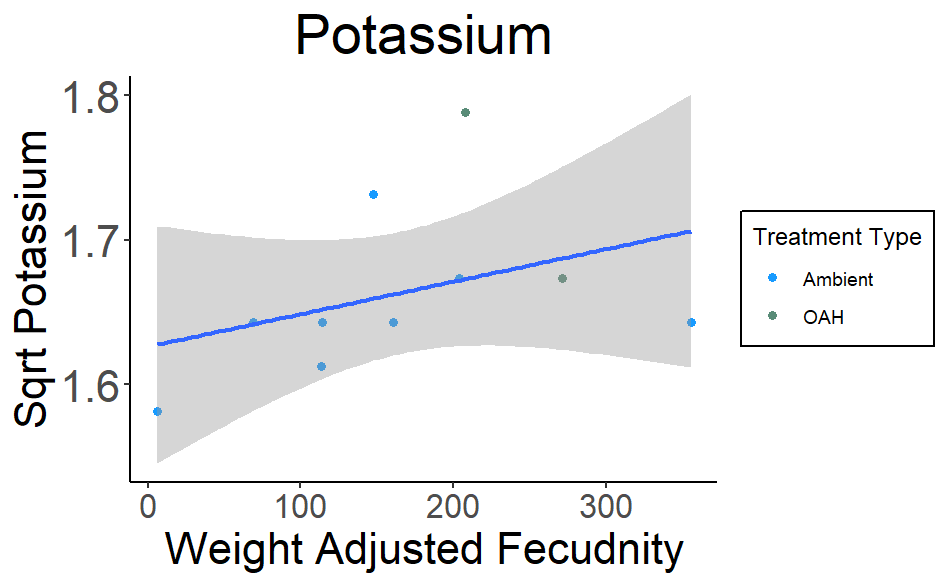 Potassium
Sqrt Potassium
1.8
1.7
1.6
0 100 200 300
Weight Adjusted Fecudnity
Treatment Type
Ambient
OAH